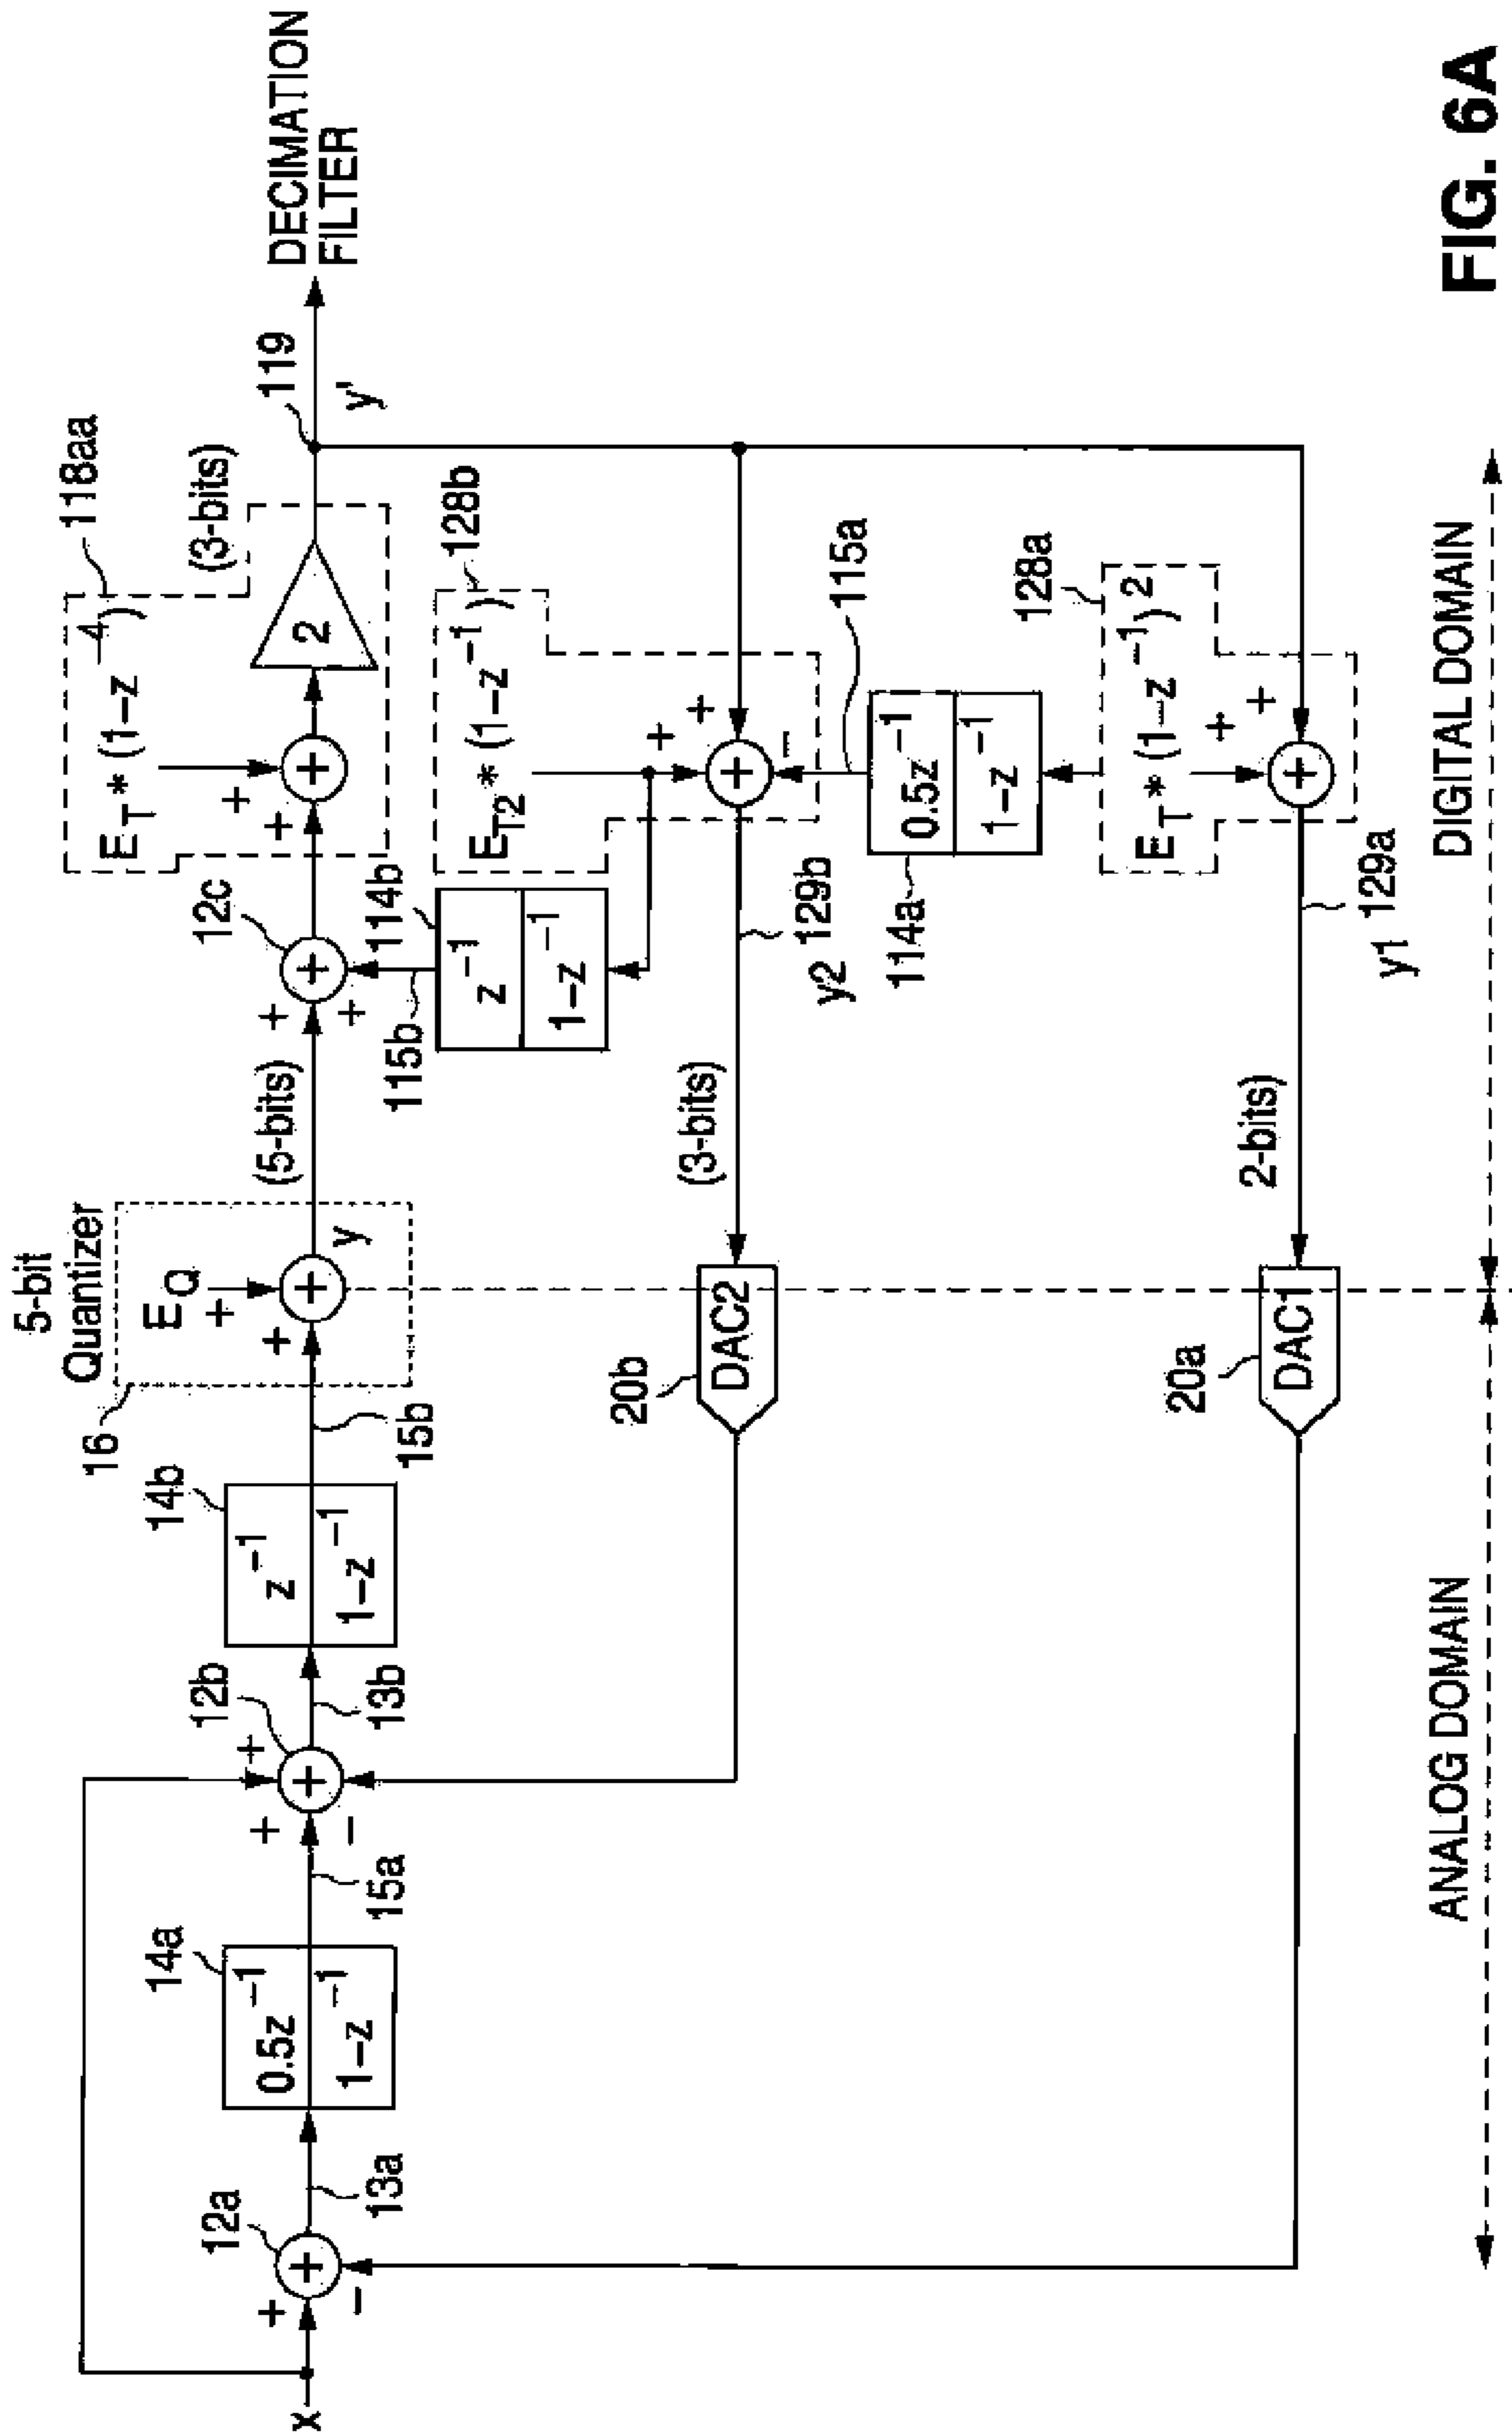 5-bit
Quantizer
16
E_Q
+
+
+
y
(5-bits)
x
12a
+
+
−
13a
14a
0.5z^−1
1−z^−1
15a
12b
+
+
+
−
13b
14b
z^−1
1−z^−1
15b
12c
+
+
+
115b
114b
z^−1
1−z^−1
118aa
E_T*(1−z^−4)
+
+
+
2
(3-bits)
119
y'
DECIMATION
FILTER
128b
E_T2*(1−z^−1)
+
+
+
−
20b
DAC2
(3-bits)
129b
y2
115a
114a
0.5z^−1
1−z^−1
128a
E_T*(1−z^−1)^2
+
+
+
20a
DAC1
2-bits)
129a
y1
ANALOG DOMAIN
DIGITAL DOMAIN
FIG. 6A